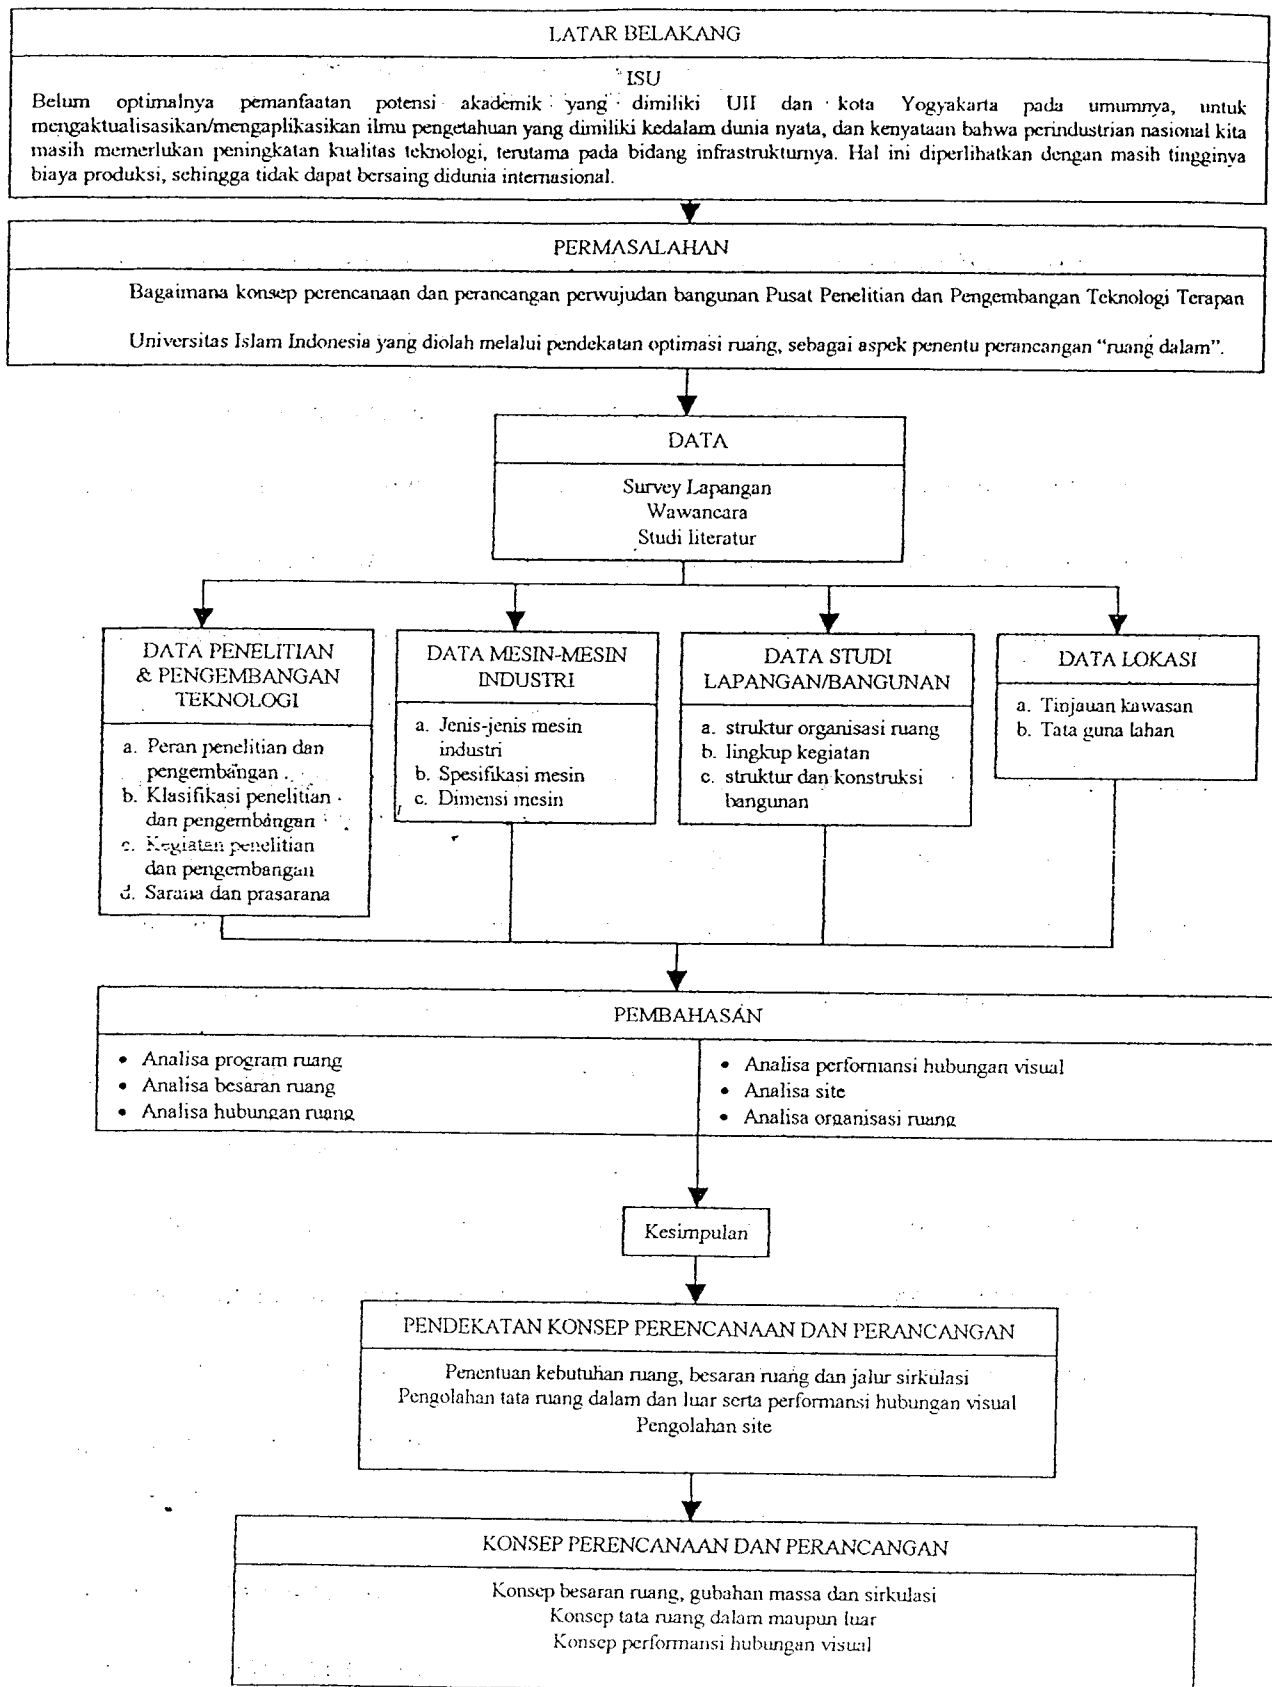 LATAR BELAKANG
ISU
Belum optimalnya pemanfaatan potensi akademik yang dimiliki UII dan kota Yogyakarta pada umumnya, untuk
mengaktualisasikan/mengaplikasikan ilmu pengetahuan yang dimiliki kedalam dunia nyata, dan kenyataan bahwa perindustrian nasional kita
masih memerlukan peningkatan kualitas teknologi, terutama pada bidang infrastrukturnya. Hal ini diperlihatkan dengan masih tingginya
biaya produksi, sehingga tidak dapat bersaing didunia internasional.
PERMASALAHAN
Bagaimana konsep perencanaan dan perancangan perwujudan bangunan Pusat Penelitian dan Pengembangan Teknologi Terapan
Universitas Islam Indonesia yang diolah melalui pendekatan optimasi ruang, sebagai aspek penentu perancangan "ruang dalam".
DATA
Survey Lapangan
Wawancara
Studi literatur
DATA PENELITIAN
& PENGEMBANGAN
TEKNOLOGI
a. Peran penelitian dan
pengembangan
b. Klasifikasi penelitian
dan pengembangan
c. Kegiatan penelitian
dan pengembangan
d. Sarana dan prasarana
DATA MESIN-MESIN
INDUSTRI
a. Jenis-jenis mesin
industri
b. Spesifikasi mesin
c. Dimensi mesin
DATA STUDI
LAPANGAN/BANGUNAN
a. struktur organisasi ruang
b. lingkup kegiatan
c. struktur dan konstruksi
bangunan
DATA LOKASI
a. Tinjauan kawasan
b. Tata guna lahan
PEMBAHASAN
• Analisa program ruang
• Analisa besaran ruang
• Analisa hubungan ruang
• Analisa performansi hubungan visual
• Analisa site
• Analisa organisasi ruang
Kesimpulan
PENDEKATAN KONSEP PERENCANAAN DAN PERANCANGAN
Penentuan kebutuhan ruang, besaran ruang dan jalur sirkulasi
Pengolahan tata ruang dalam dan luar serta performansi hubungan visual
Pengolahan site
KONSEP PERENCANAAN DAN PERANCANGAN
Konsep besaran ruang, gubahan massa dan sirkulasi
Konsep tata ruang dalam maupun luar
Konsep performansi hubungan visual